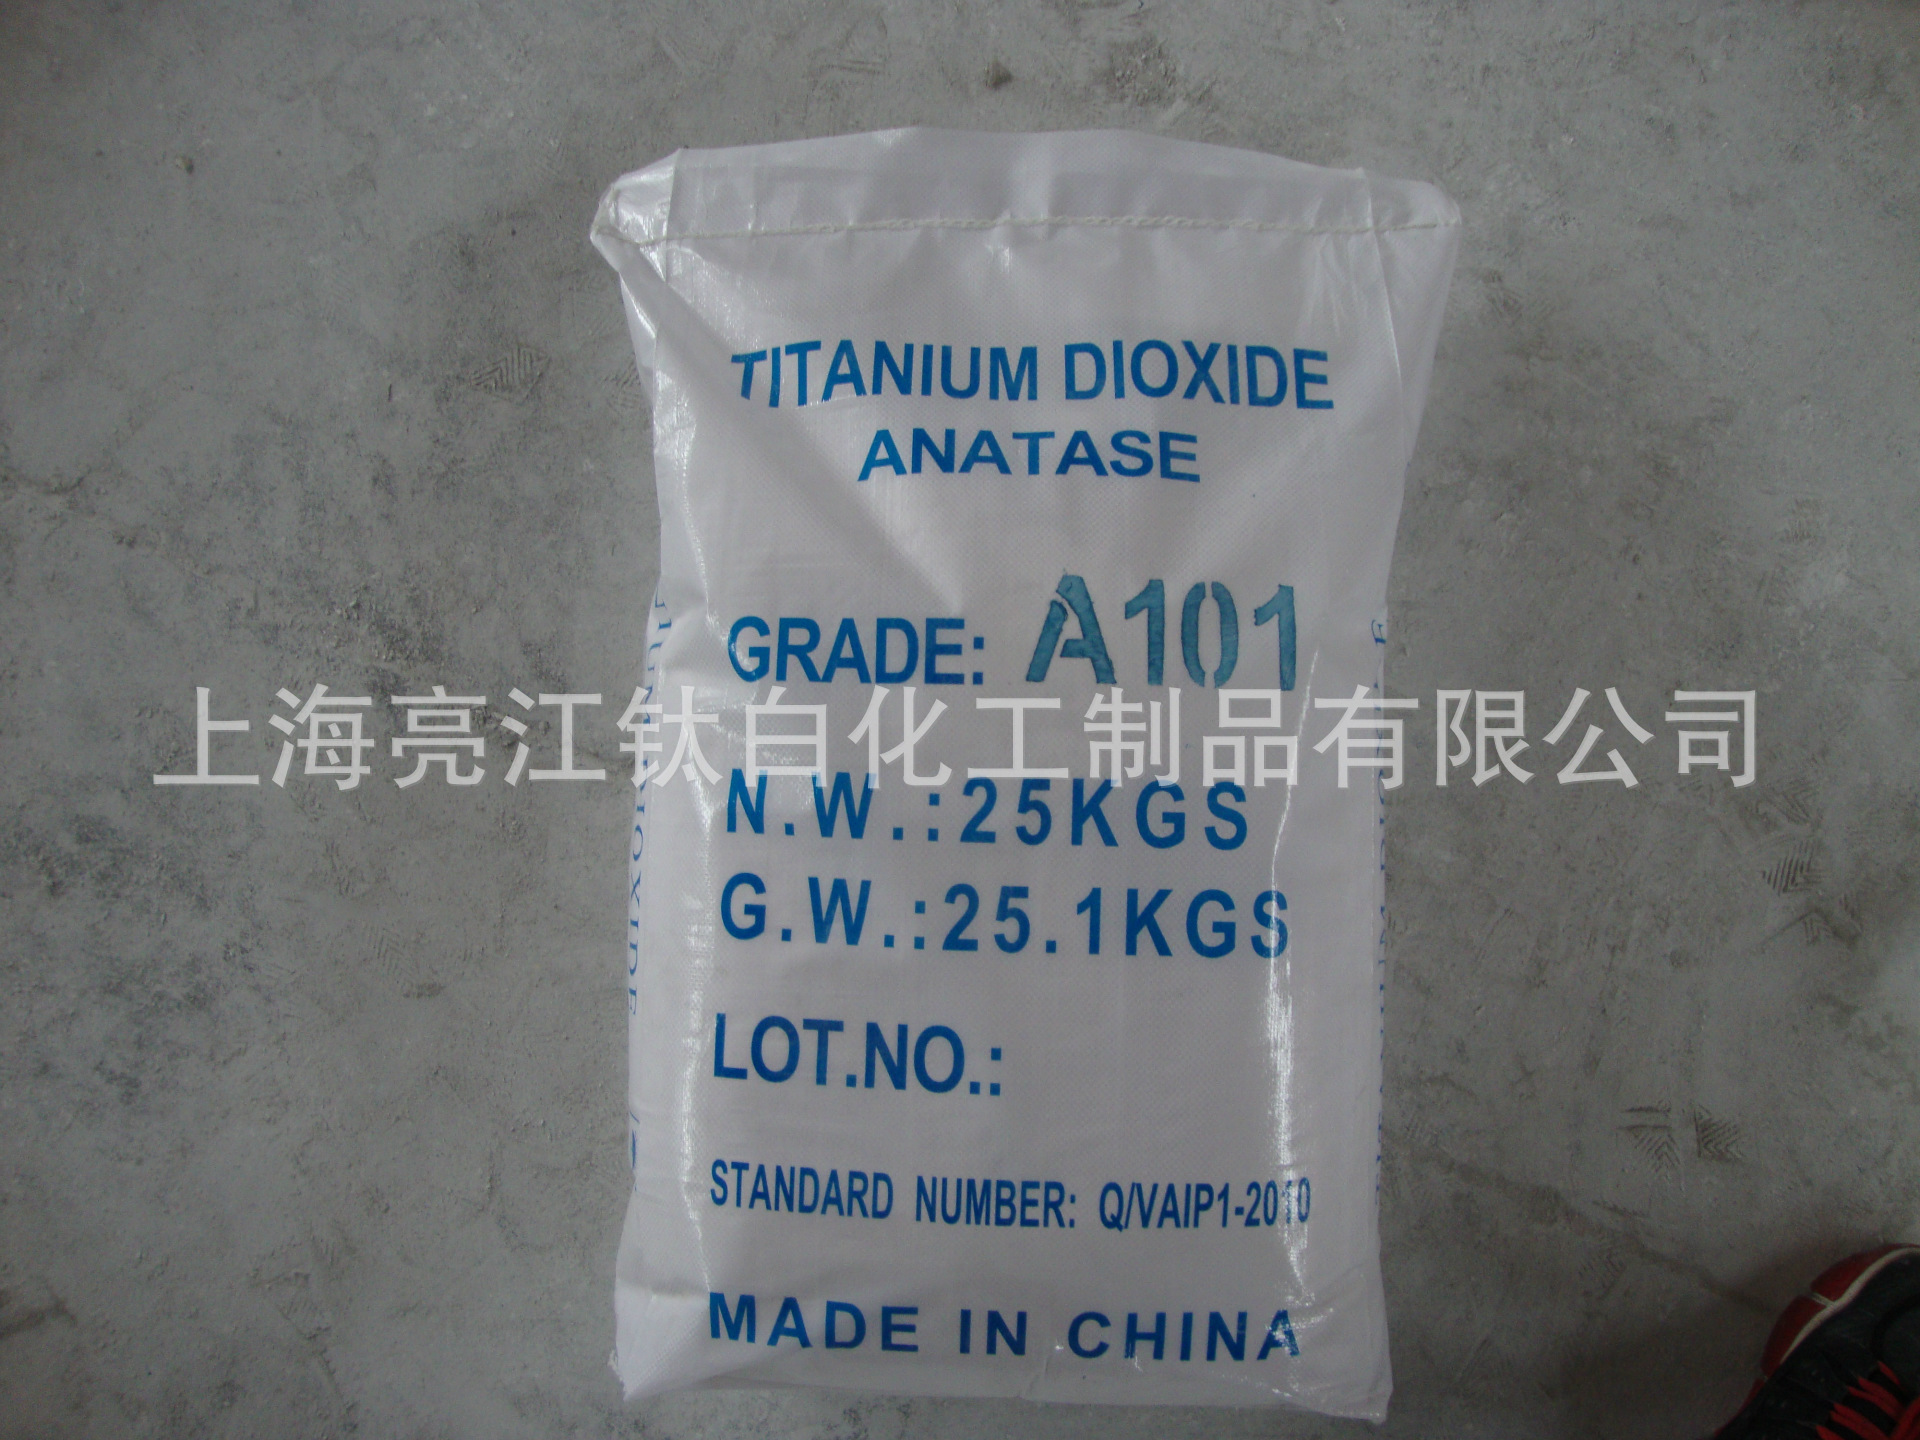 TITANIUM DIOXIDE
ANATASE
GRADE: A101
上海亮江钛白化工制品有限公司
N.W.:25KGS
G.W.:25.1KGS
LOT.NO.:
STANDARD NUMBER: Q/VAIP1-2010
MADE IN CHINA
DIOXIDE